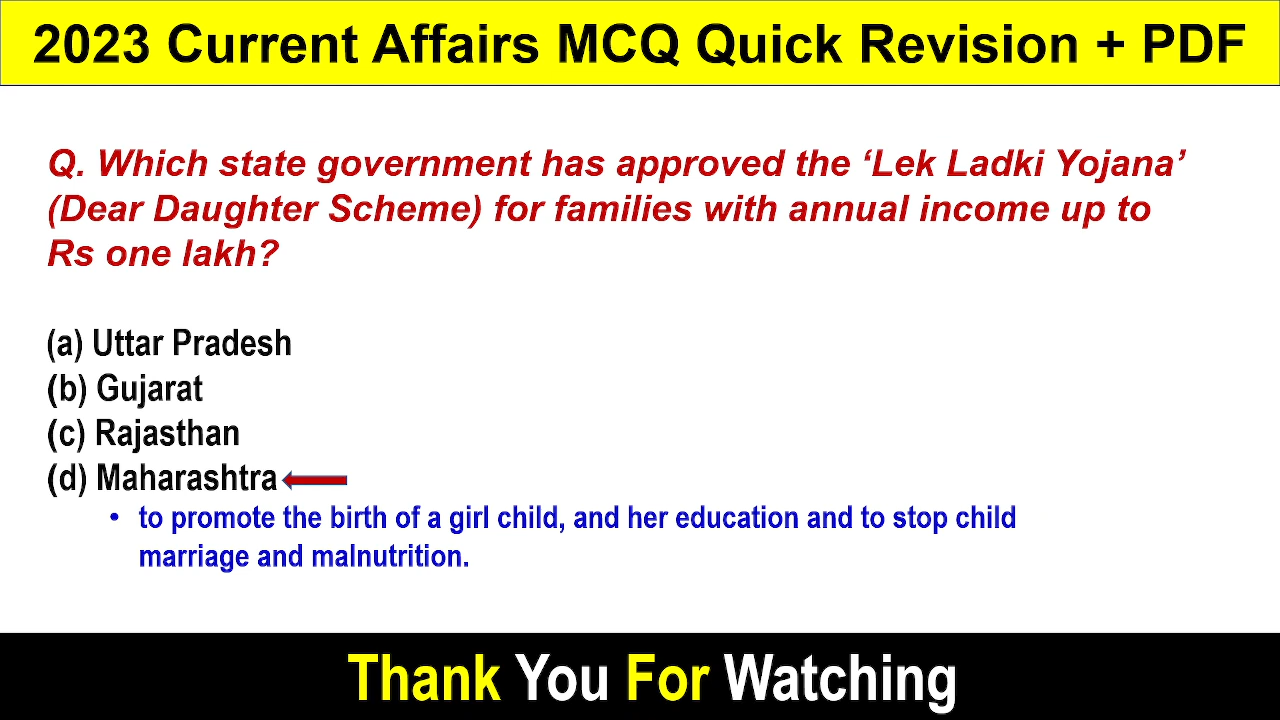 2023 Current Affairs MCQ Quick Revision + PDF
Q. Which state government has approved the ‘Lek Ladki Yojana’
(Dear Daughter Scheme) for families with annual income up to
Rs one lakh?
(a) Uttar Pradesh
(b) Gujarat
(c) Rajasthan
(d) Maharashtra
• to promote the birth of a girl child, and her education and to stop child
marriage and malnutrition.
Thank You For Watching